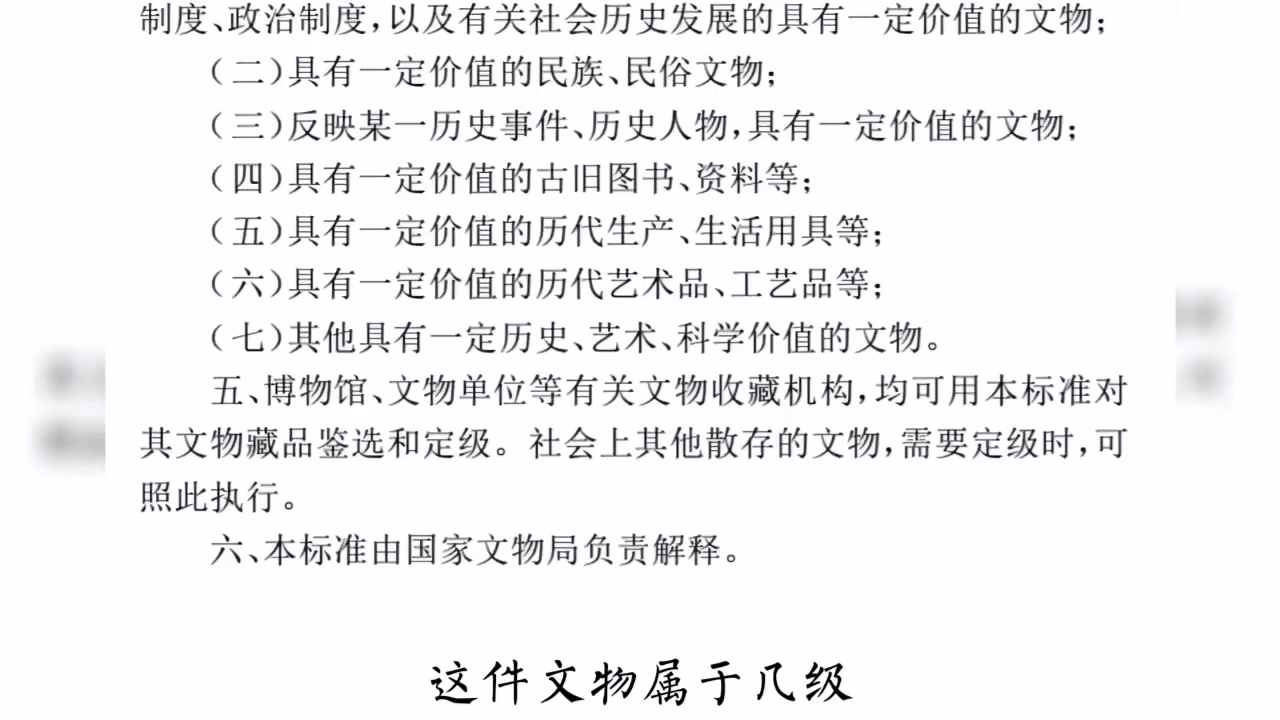 制度、政治制度,以及有关社会历史发展的具有一定价值的文物;
(二)具有一定价值的民族、民俗文物;
(三)反映某一历史事件、历史人物,具有一定价值的文物;
(四)具有一定价值的古旧图书、资料等;
(五)具有一定价值的历代生产、生活用具等;
(六)具有一定价值的历代艺术品、工艺品等;
(七)其他具有一定历史、艺术、科学价值的文物。
五、博物馆、文物单位等有关文物收藏机构,均可用本标准对
其文物藏品鉴选和定级。社会上其他散存的文物,需要定级时,可
照此执行。
六、本标准由国家文物局负责解释。
这件文物属于几级